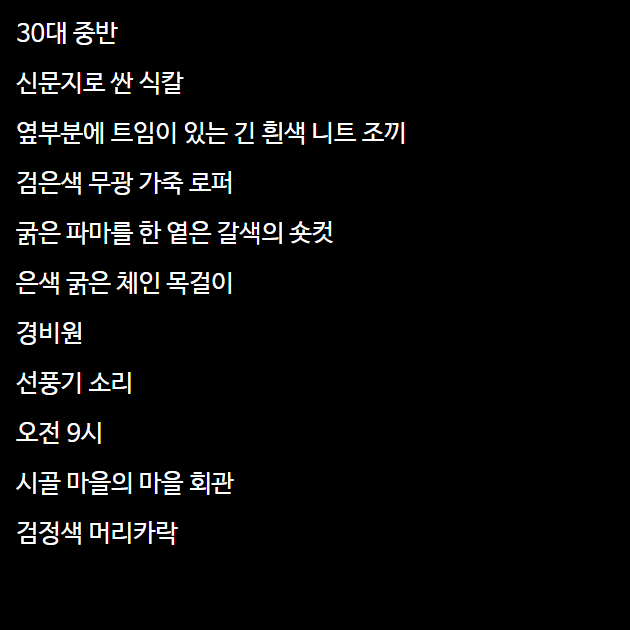 30대 중반
신문지로 싼 식칼
옆부분에 트임이 있는 긴 흰색 니트 조끼
검은색 무광 가죽 로퍼
굵은 파마를 한 옅은 갈색의 숏컷
은색 굵은 체인 목걸이
경비원
선풍기 소리
오전 9시
시골 마을의 마을 회관
검정색 머리카락